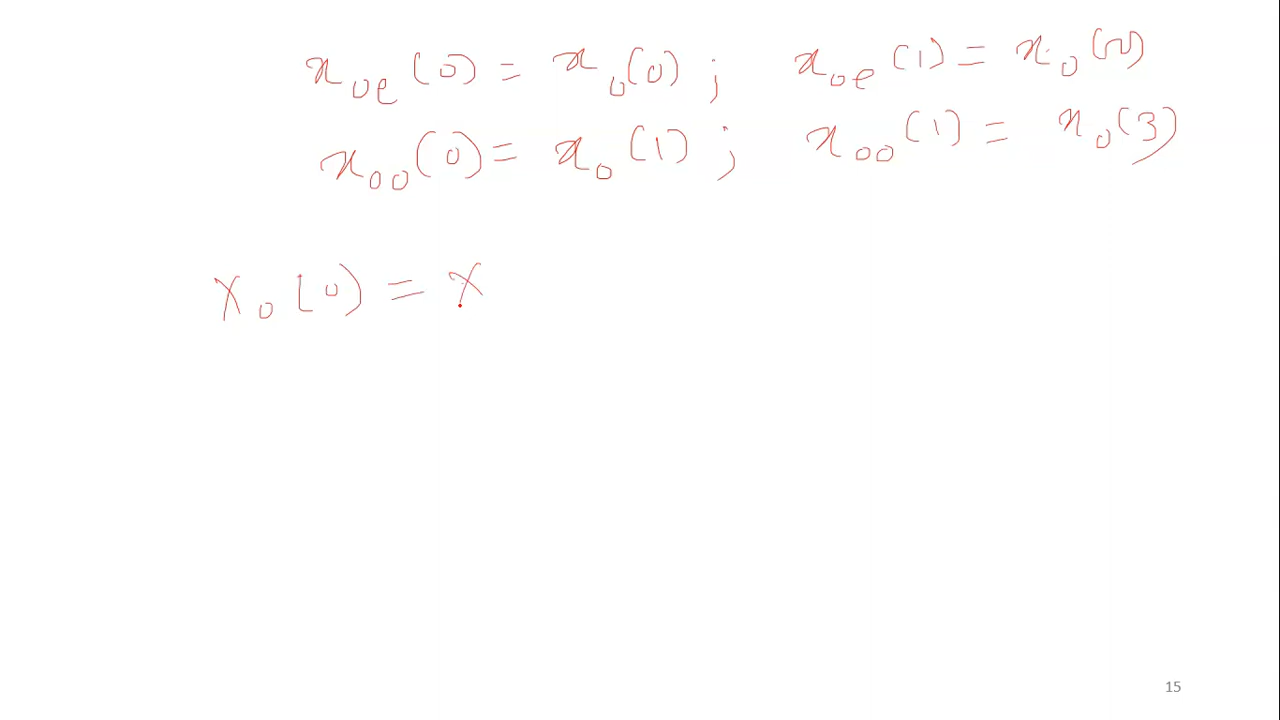 x_oe(0) = x_o(0) ; x_oe(1) = x_o(2)
x_oo(0) = x_o(1) ; x_oo(1) = x_o(3)
X_o(0) = X
15